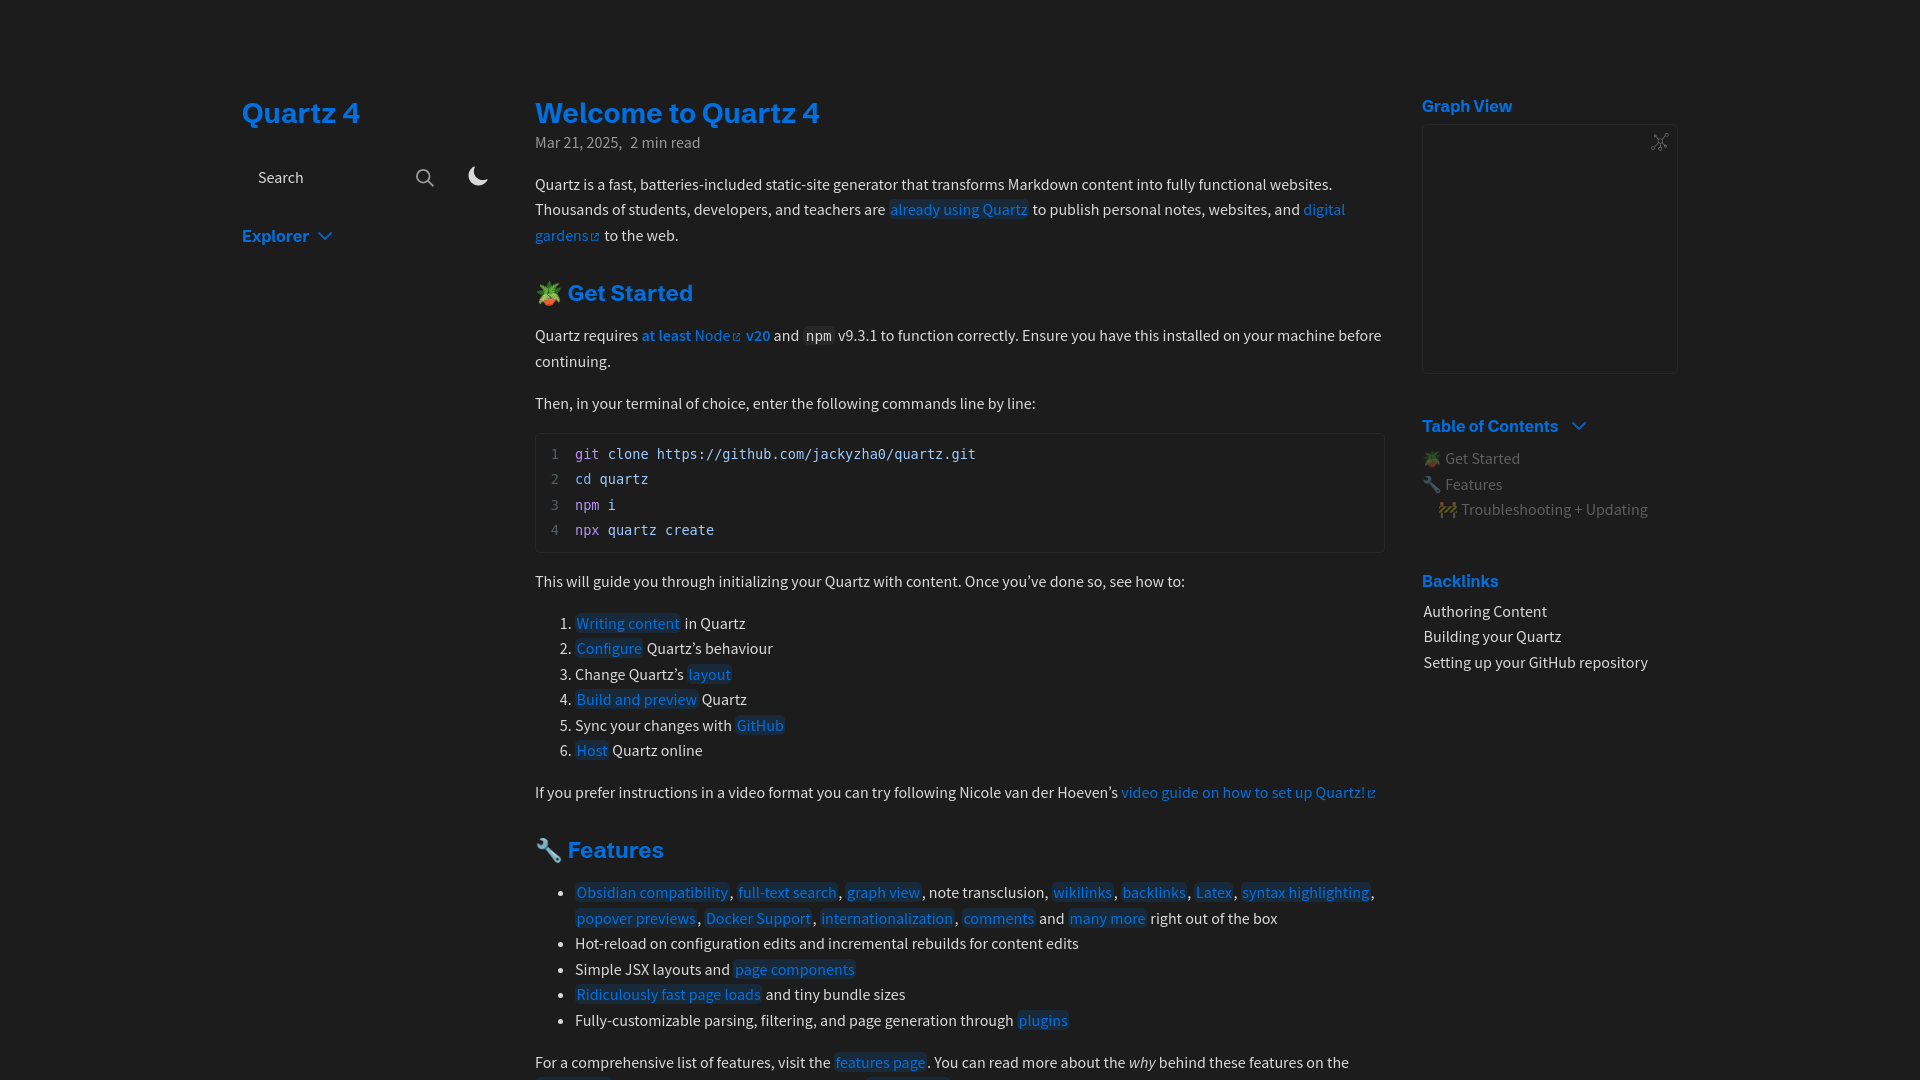 Quartz 4
Search
Explorer
Welcome to Quartz 4
Mar 21, 2025, 2 min read
Quartz is a fast, batteries-included static-site generator that transforms Markdown content into fully functional websites.
Thousands of students, developers, and teachers are already using Quartz to publish personal notes, websites, and digital
gardens to the web.
🪴 Get Started
Quartz requires at least Node v20 and npm v9.3.1 to function correctly. Ensure you have this installed on your machine before
continuing.
Then, in your terminal of choice, enter the following commands line by line:
1 git clone https://github.com/jackyzha0/quartz.git
2 cd quartz
3 npm i
4 npx quartz create
This will guide you through initializing your Quartz with content. Once you’ve done so, see how to:
1. Writing content in Quartz
2. Configure Quartz’s behaviour
3. Change Quartz’s layout
4. Build and preview Quartz
5. Sync your changes with GitHub
6. Host Quartz online
If you prefer instructions in a video format you can try following Nicole van der Hoeven’s video guide on how to set up Quartz!
🔧 Features
• Obsidian compatibility, full-text search, graph view, note transclusion, wikilinks, backlinks, Latex, syntax highlighting,
popover previews, Docker Support, internationalization, comments and many more right out of the box
• Hot-reload on configuration edits and incremental rebuilds for content edits
• Simple JSX layouts and page components
• Ridiculously fast page loads and tiny bundle sizes
• Fully-customizable parsing, filtering, and page generation through plugins
For a comprehensive list of features, visit the features page. You can read more about the why behind these features on the
Graph View
Table of Contents
🪴 Get Started
🔧 Features
🚧 Troubleshooting + Updating
Backlinks
Authoring Content
Building your Quartz
Setting up your GitHub repository